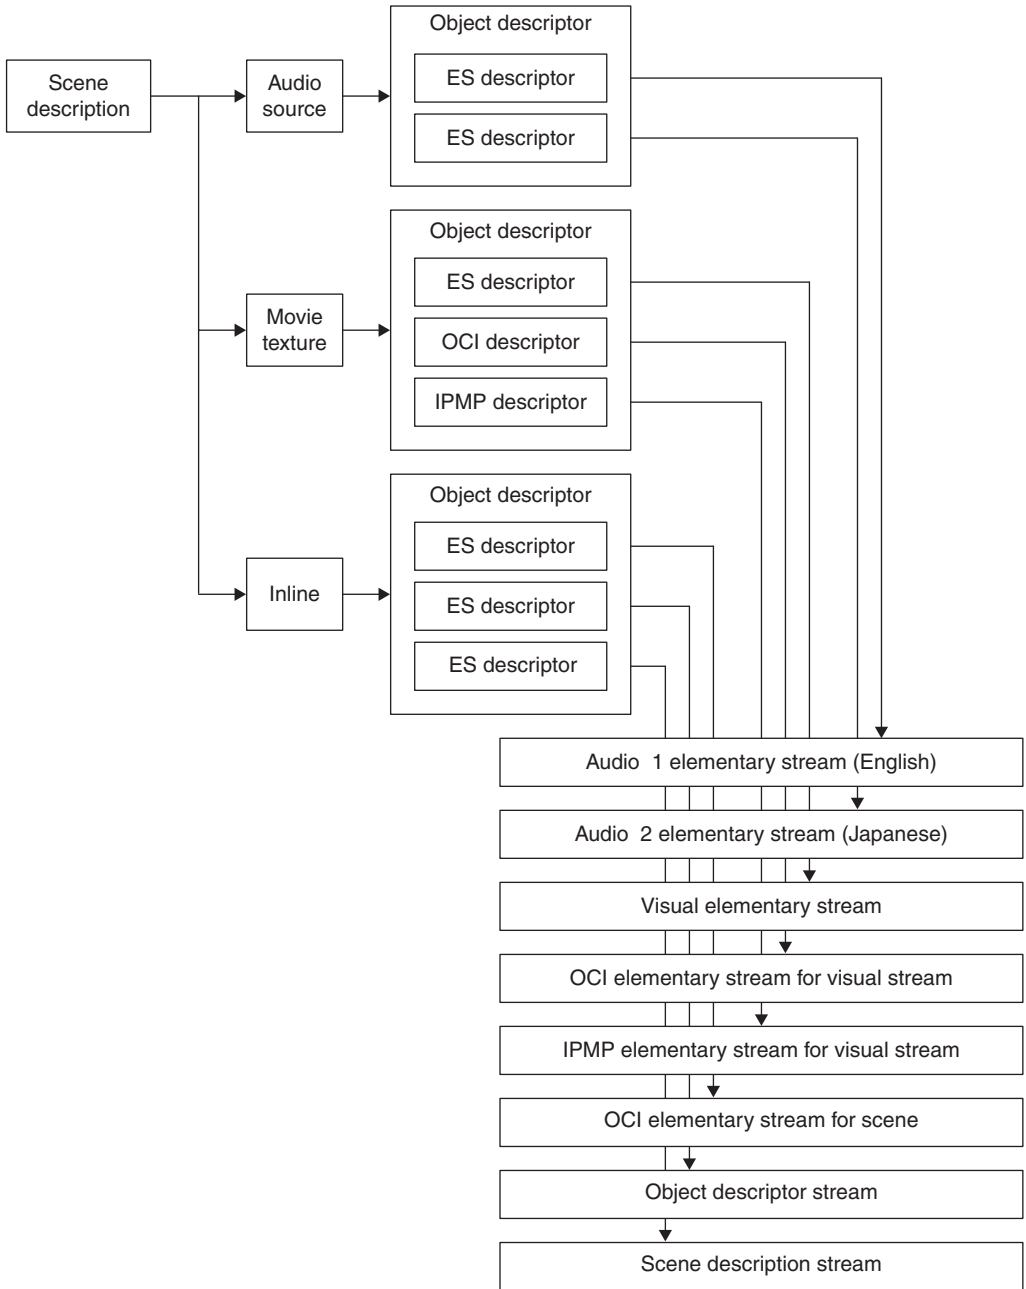 Scene
description
Audio
source
Object descriptor
ES descriptor
ES descriptor
Movie
texture
Object descriptor
ES descriptor
OCI descriptor
IPMP descriptor
Inline
Object descriptor
ES descriptor
ES descriptor
ES descriptor
Audio 1 elementary stream (English)
Audio 2 elementary stream (Japanese)
Visual elementary stream
OCI elementary stream for visual stream
IPMP elementary stream for visual stream
OCI elementary stream for scene
Object descriptor stream
Scene description stream